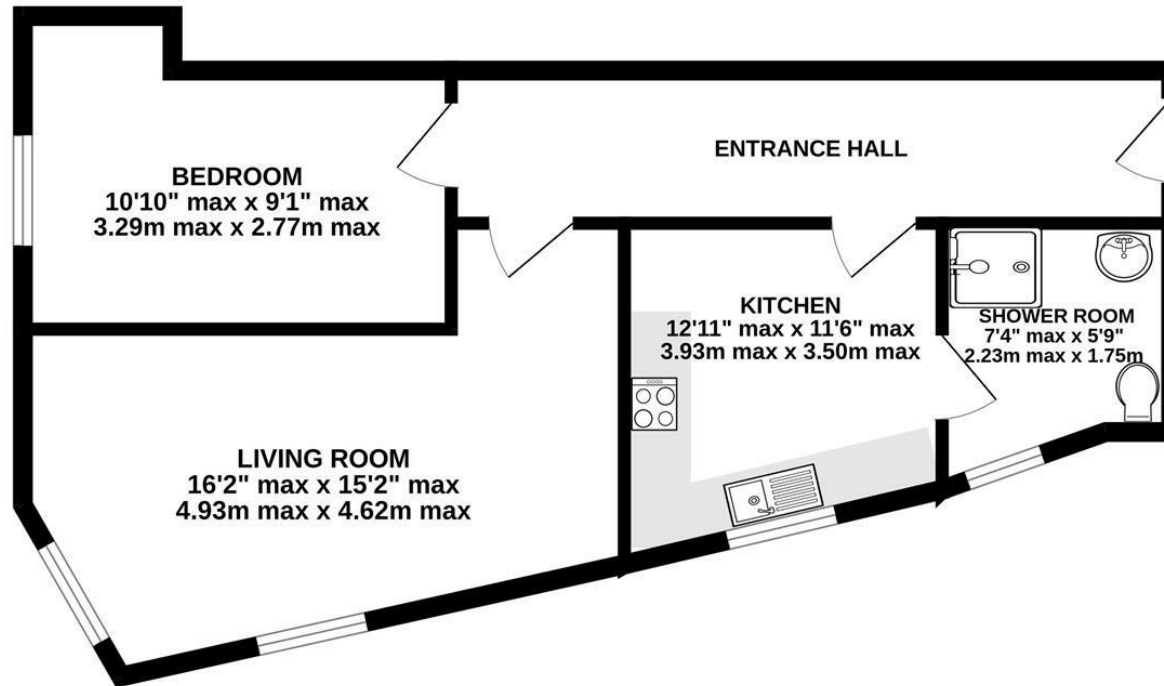 BEDROOM
10'10" max x 9'1" max
3.29m max x 2.77m max
ENTRANCE HALL
KITCHEN
12'11" max x 11'6" max
3.93m max x 3.50m max
SHOWER ROOM
7'4" max x 5'9"
2.23m max x 1.75m
LIVING ROOM
16'2" max x 15'2" max
4.93m max x 4.62m max